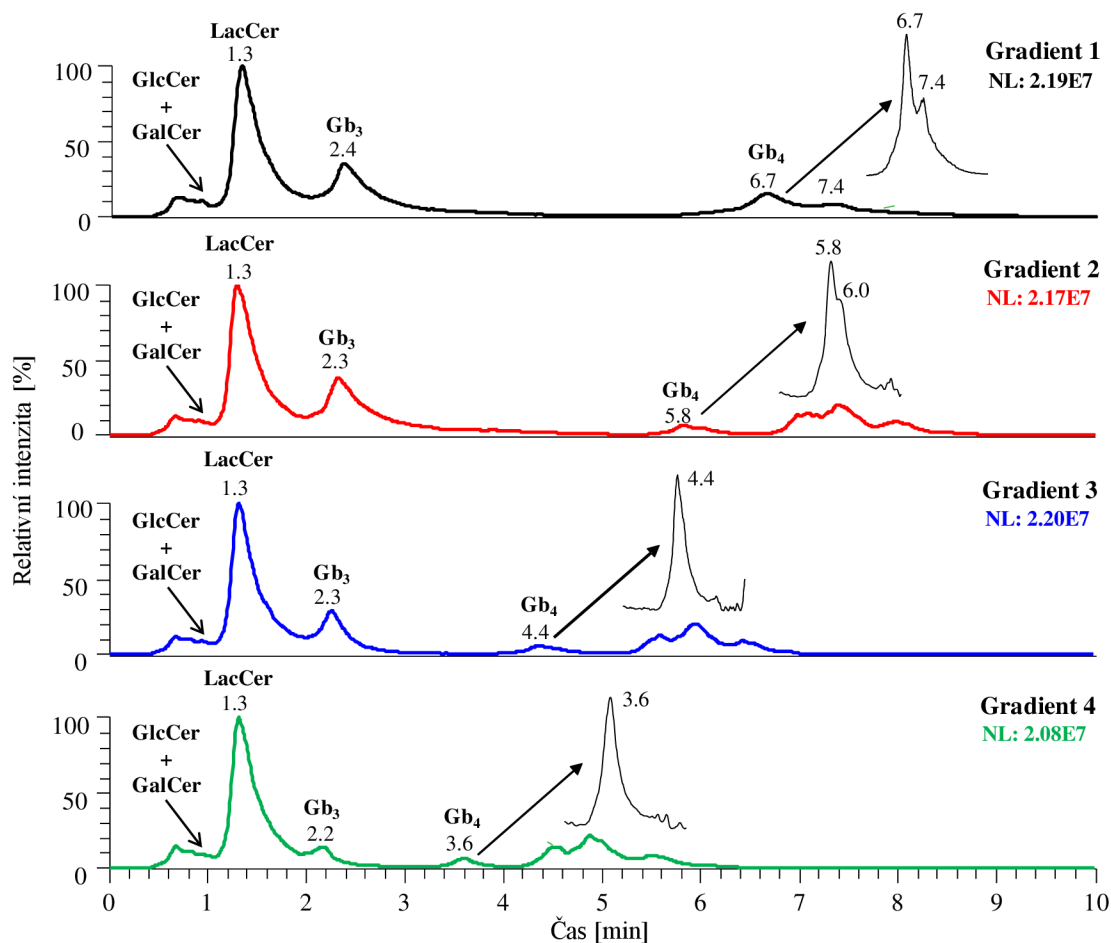 LacCer
1.3
GlcCer
+
GalCer
Gb3
2.4
Gb4
6.7
7.4
6.7
7.4
Gradient 1
NL: 2.19E7
100
50
0
LacCer
1.3
GlcCer
+
GalCer
Gb3
2.3
Gb4
5.8
5.8
6.0
Gradient 2
NL: 2.17E7
100
50
0
Relativní intenzita [%]
LacCer
1.3
GlcCer
+
GalCer
Gb3
2.3
Gb4
4.4
4.4
Gradient 3
NL: 2.20E7
100
50
0
LacCer
1.3
GlcCer
+
GalCer
Gb3
2.2
Gb4
3.6
3.6
Gradient 4
NL: 2.08E7
100
50
0
0 1 2 3 4 5 6 7 8 9 10
Čas [min]